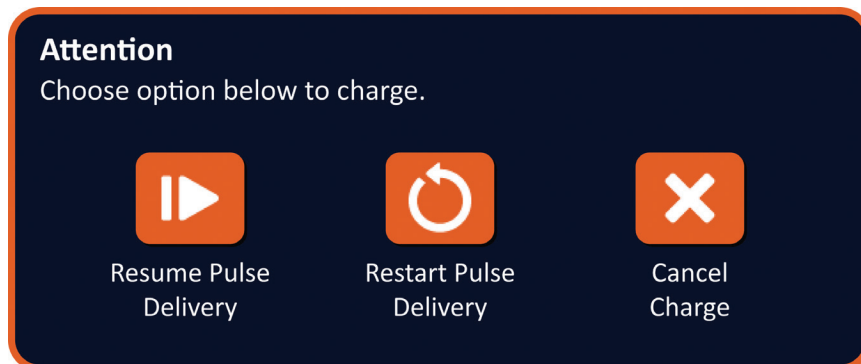 Attention
Choose option below to charge.
Resume Pulse
Delivery
Restart Pulse
Delivery
Cancel
Charge